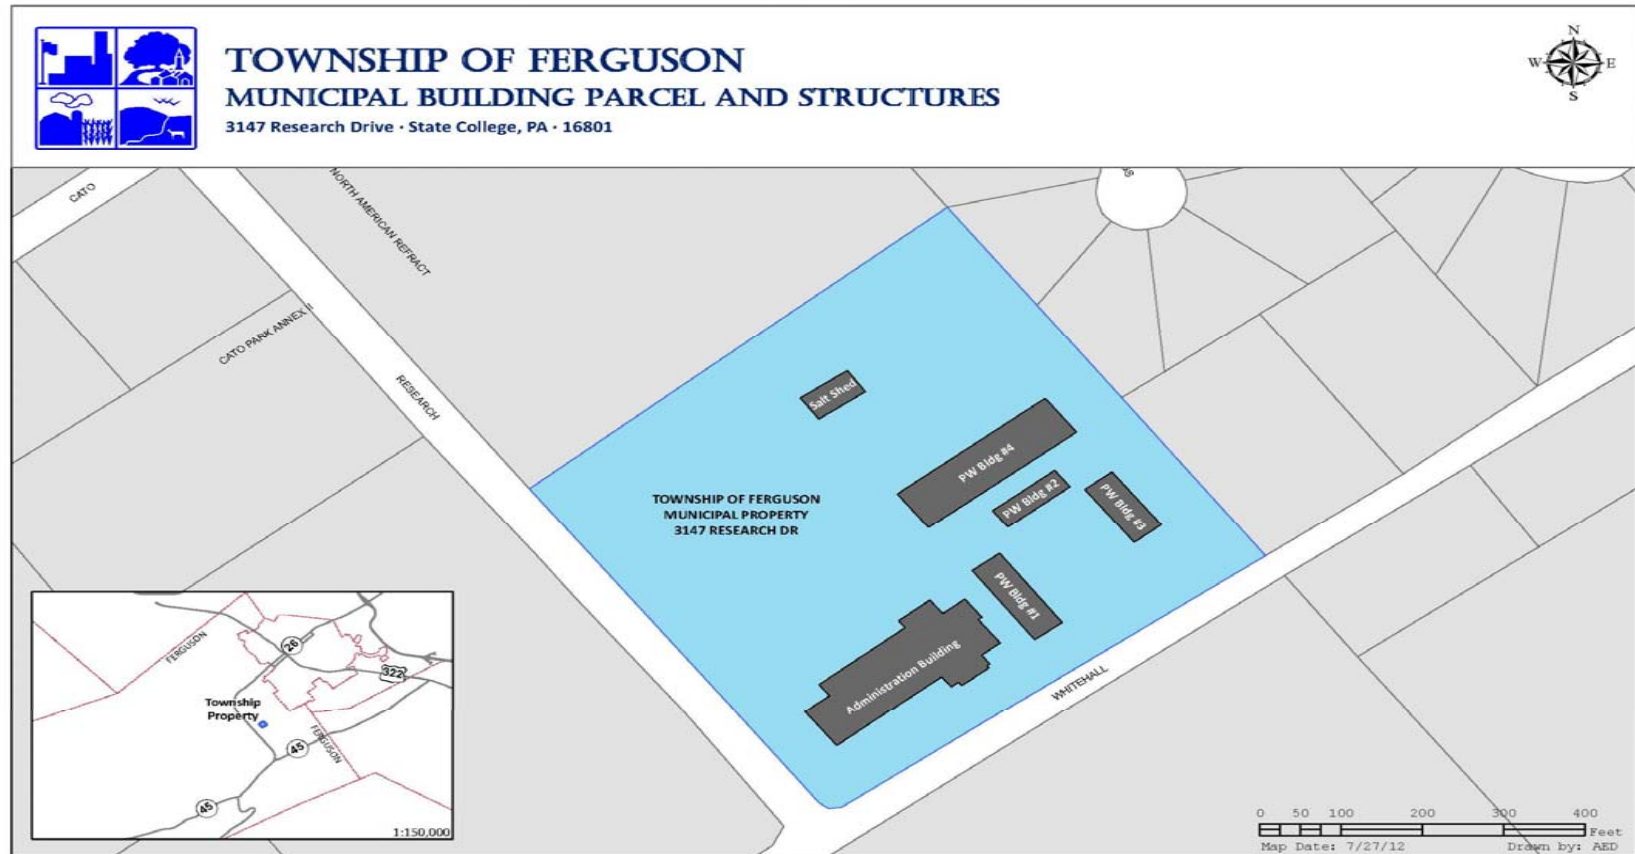 TOWNSHIP OF FERGUSON
MUNICIPAL BUILDING PARCEL AND STRUCTURES
3147 Research Drive · State College, PA · 16801
N
W
E
S
CATO
NORTH AMERICAN REFRACT
CATO PARK ANNEX II
RESEARCH
Salt Shed
PW Bldg #4
PW Bldg #2
PW Bldg #3
TOWNSHIP OF FERGUSON
MUNICIPAL PROPERTY
3147 RESEARCH DR
PW Bldg #1
Administration Building
WHITEHALL
FERGUSON
26
322
Township
Property
FERGUSON
45
45
1:150,000
0 50 100 200 300 400
Feet
Map Date: 7/27/12
Drawn by: AED